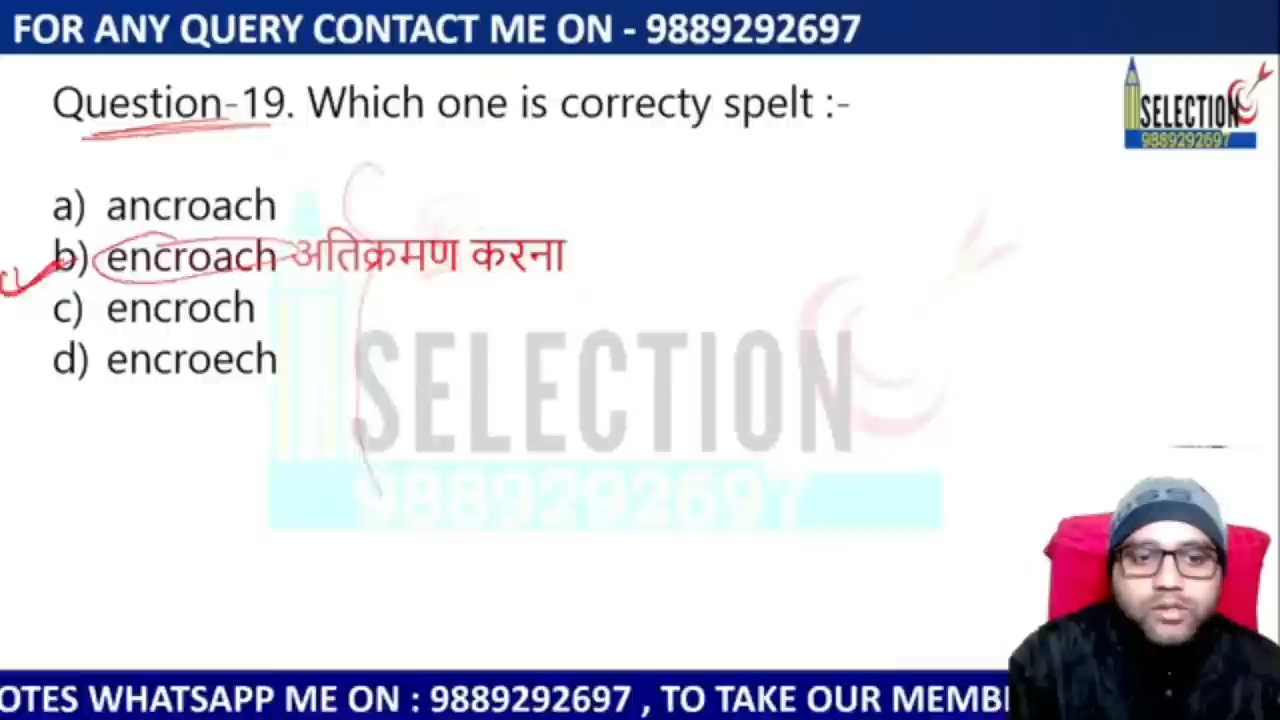 FOR ANY QUERY CONTACT ME ON - 9889292697
Question-19. Which one is correcty spelt :-
SELECTION
9889292697
a) ancroach
b) encroach अतिक्रमण करना
c) encroch
d) encroech
SELECTION
9889292697
OTES WHATSAPP ME ON : 9889292697 , TO TAKE OUR MEMB